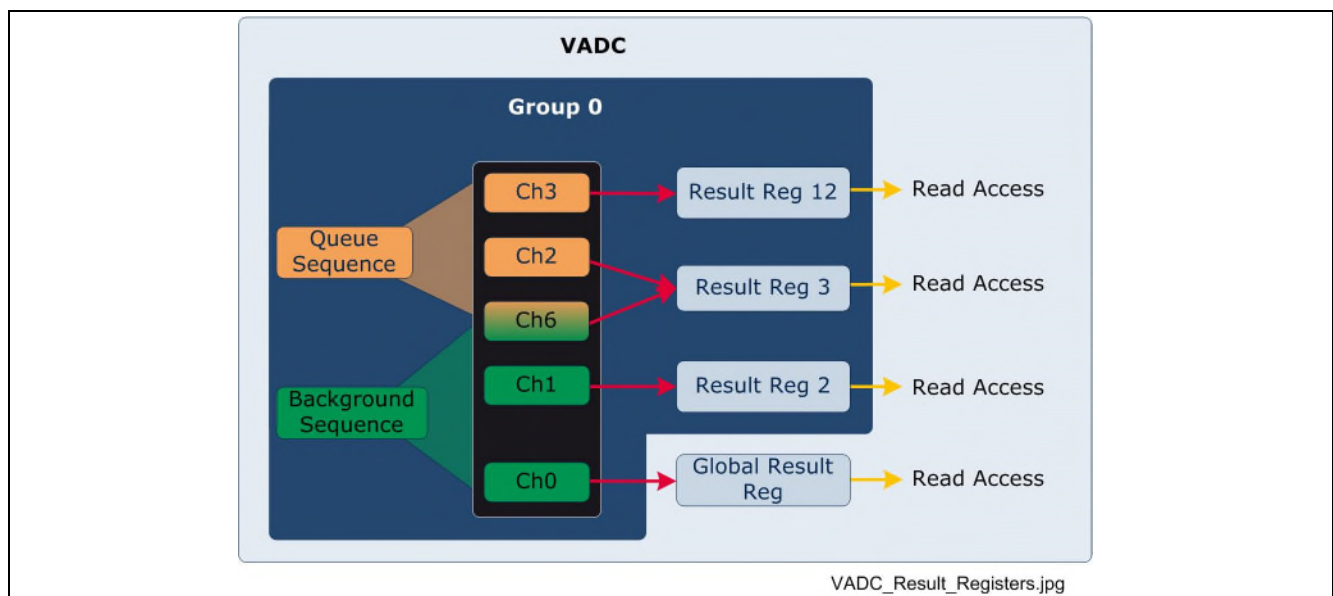 VADC
Group 0
Ch3
Result Reg 12
Read Access
Queue
Sequence
Ch2
Result Reg 3
Read Access
Ch6
Background
Sequence
Ch1
Result Reg 2
Read Access
Ch0
Global Result
Reg
Read Access
VADC_Result_Registers.jpg